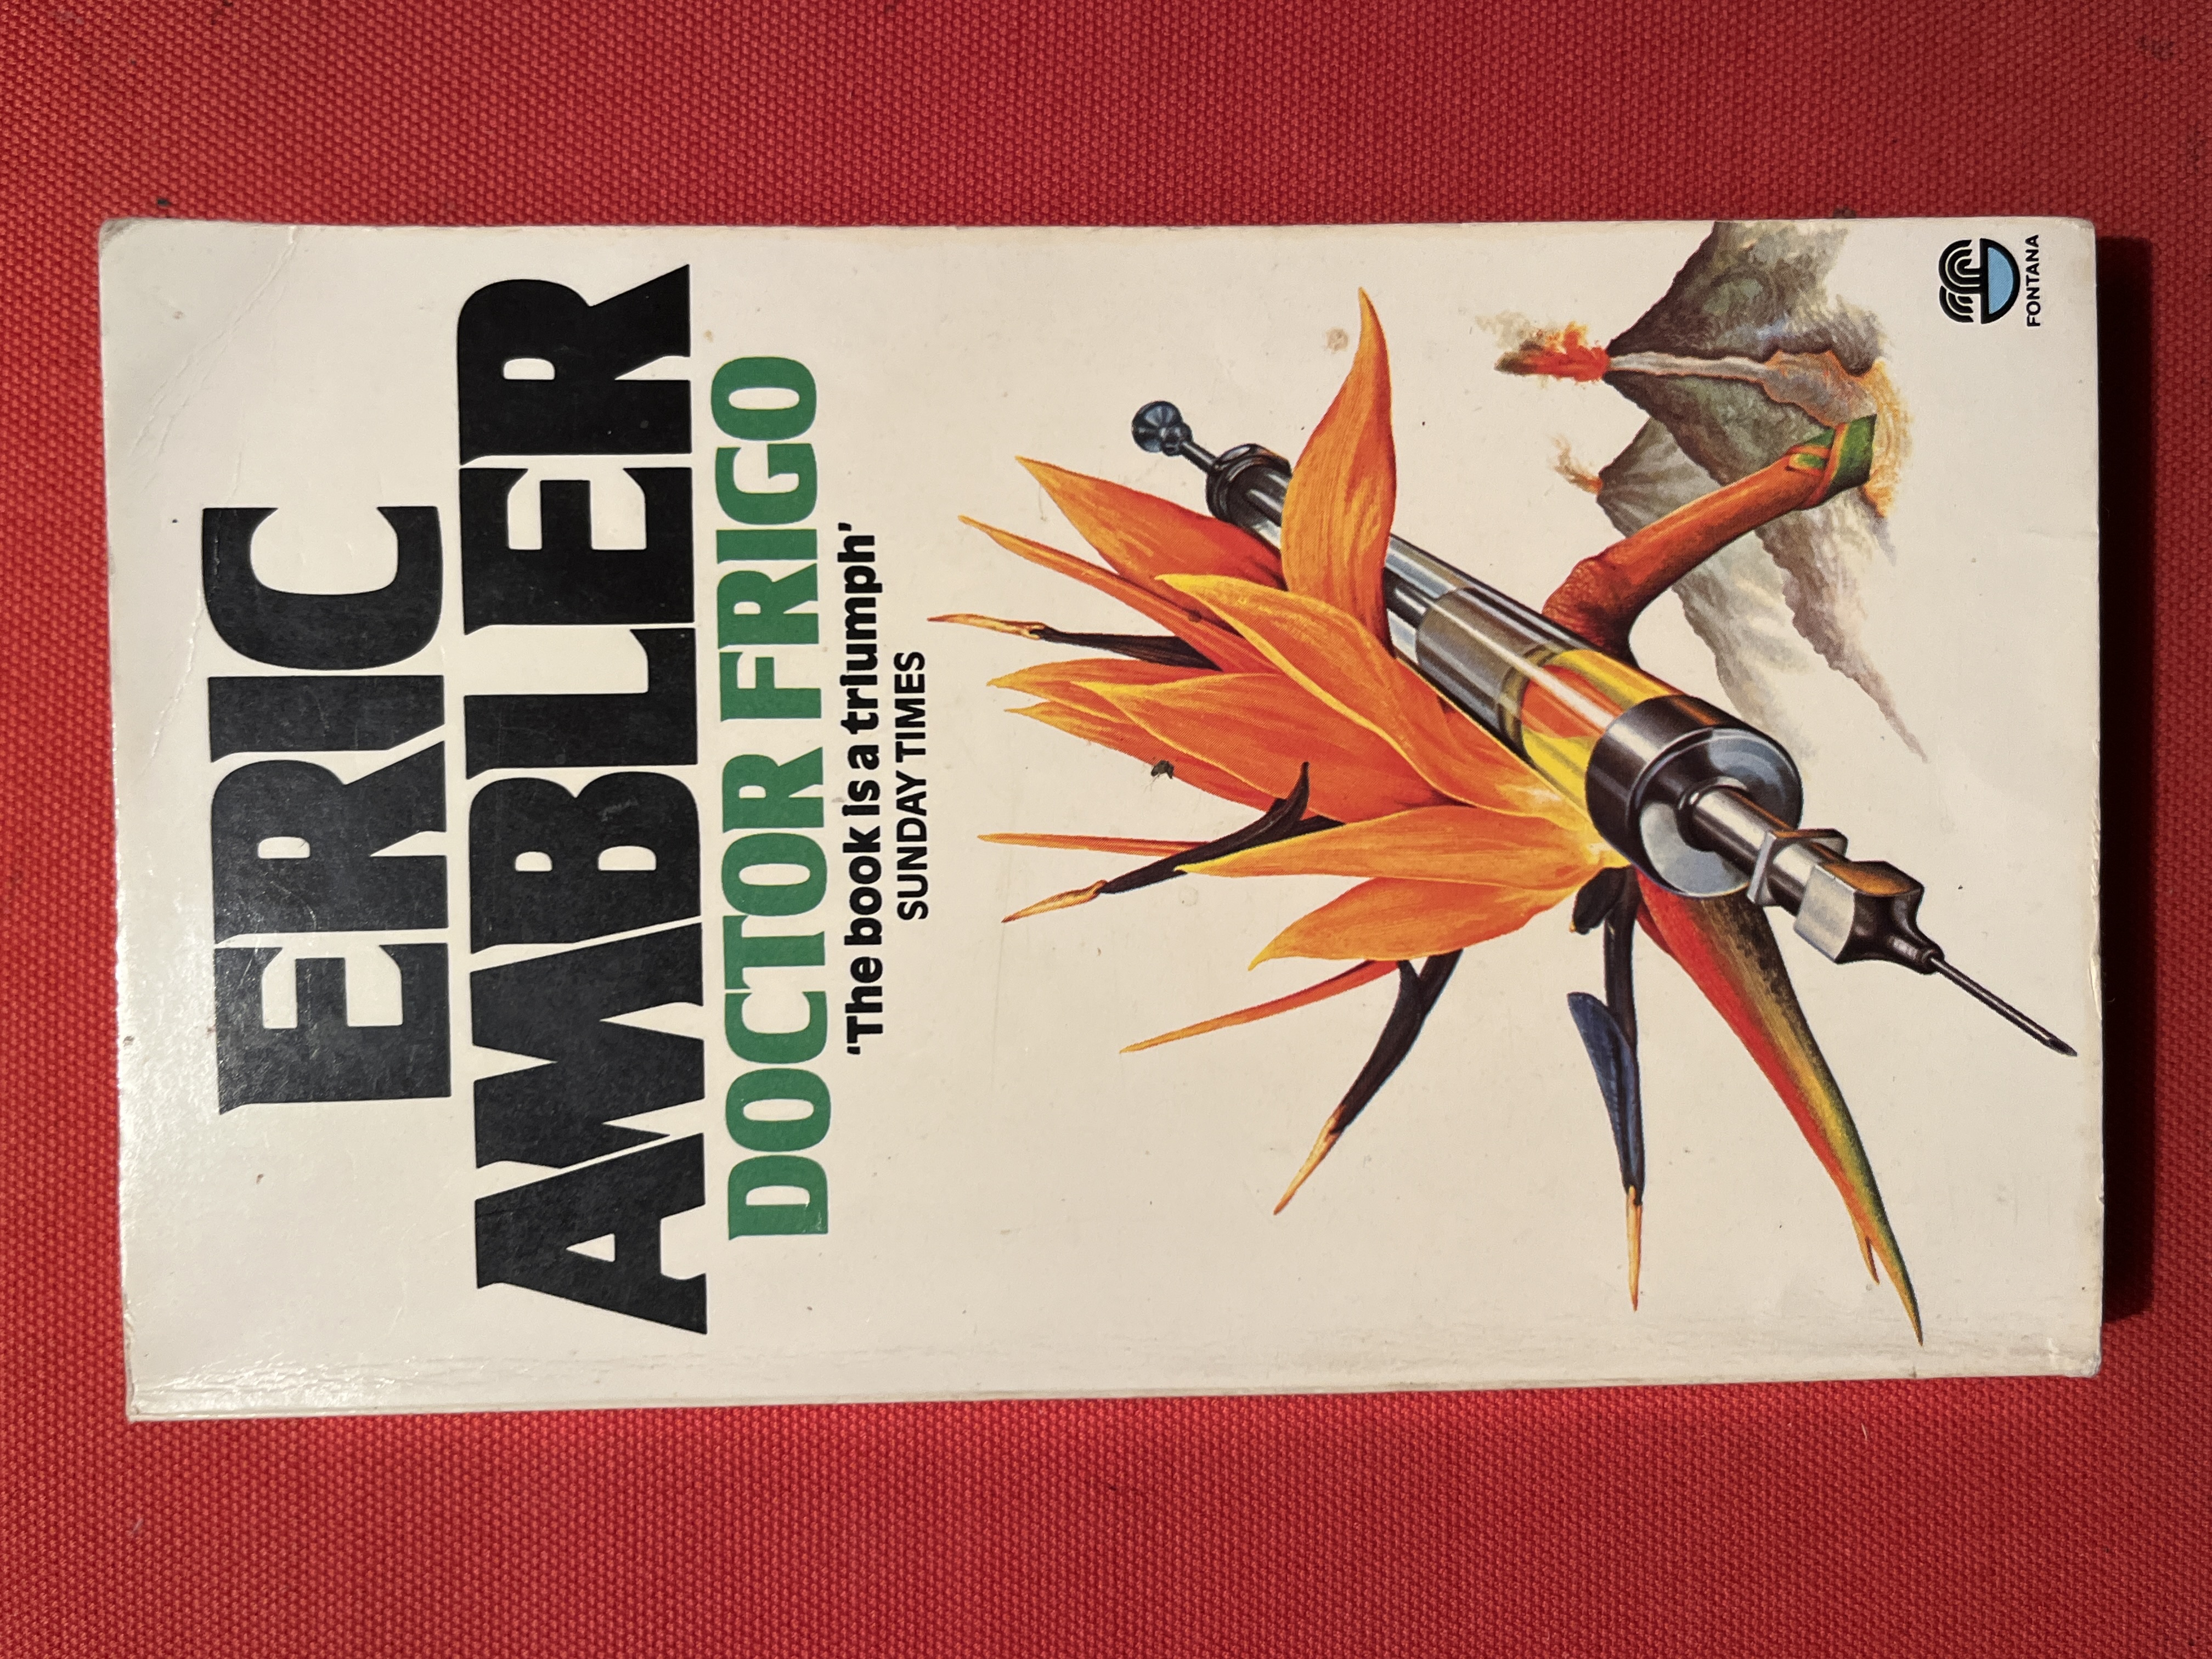 ERIC
AMBLER
DOCTOR FRIGO
‘The book is a triumph’
SUNDAY TIMES
FONTANA